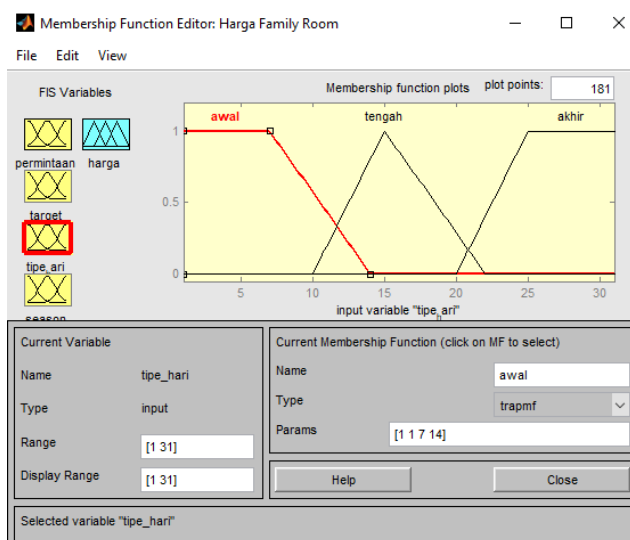 Membership Function Editor: Harga Family Room
File Edit View
FIS Variables
Membership function plots plot points: 181
permintaan harga
target
tipe_hari
season
awal tengah akhir
1
0.5
0
5 10 15 20 25 30
input variable "tipe_hari"
Current Variable
Name tipe_hari
Type input
Range [1 31]
Display Range [1 31]
Current Membership Function (click on MF to select)
Name awal
Type trapmf
Params [1 1 7 14]
Help Close
Selected variable "tipe_hari"